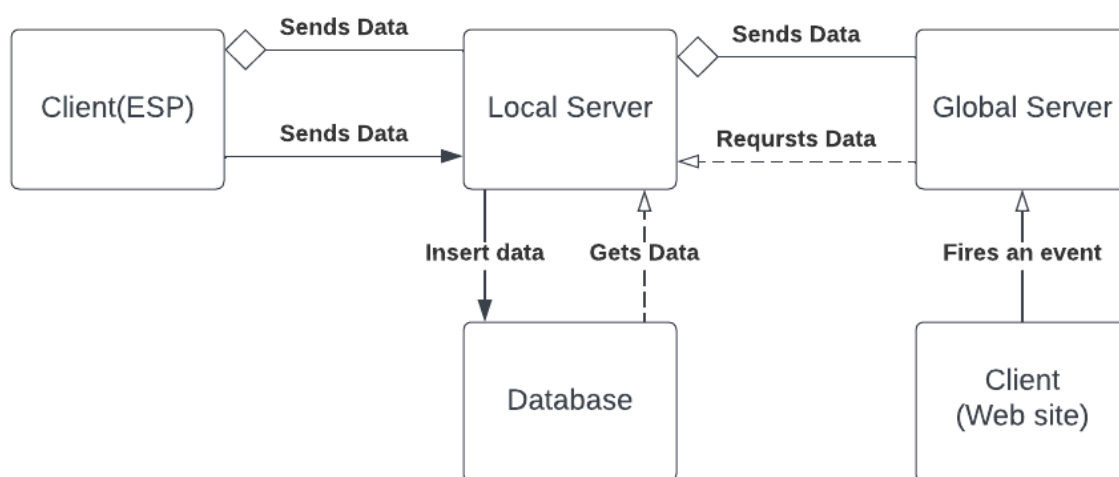 Sends Data
Sends Data
Client(ESP)
Local Server
Global Server
Sends Data
Reqursts Data
Insert data
Gets Data
Fires an event
Database
Client
(Web site)